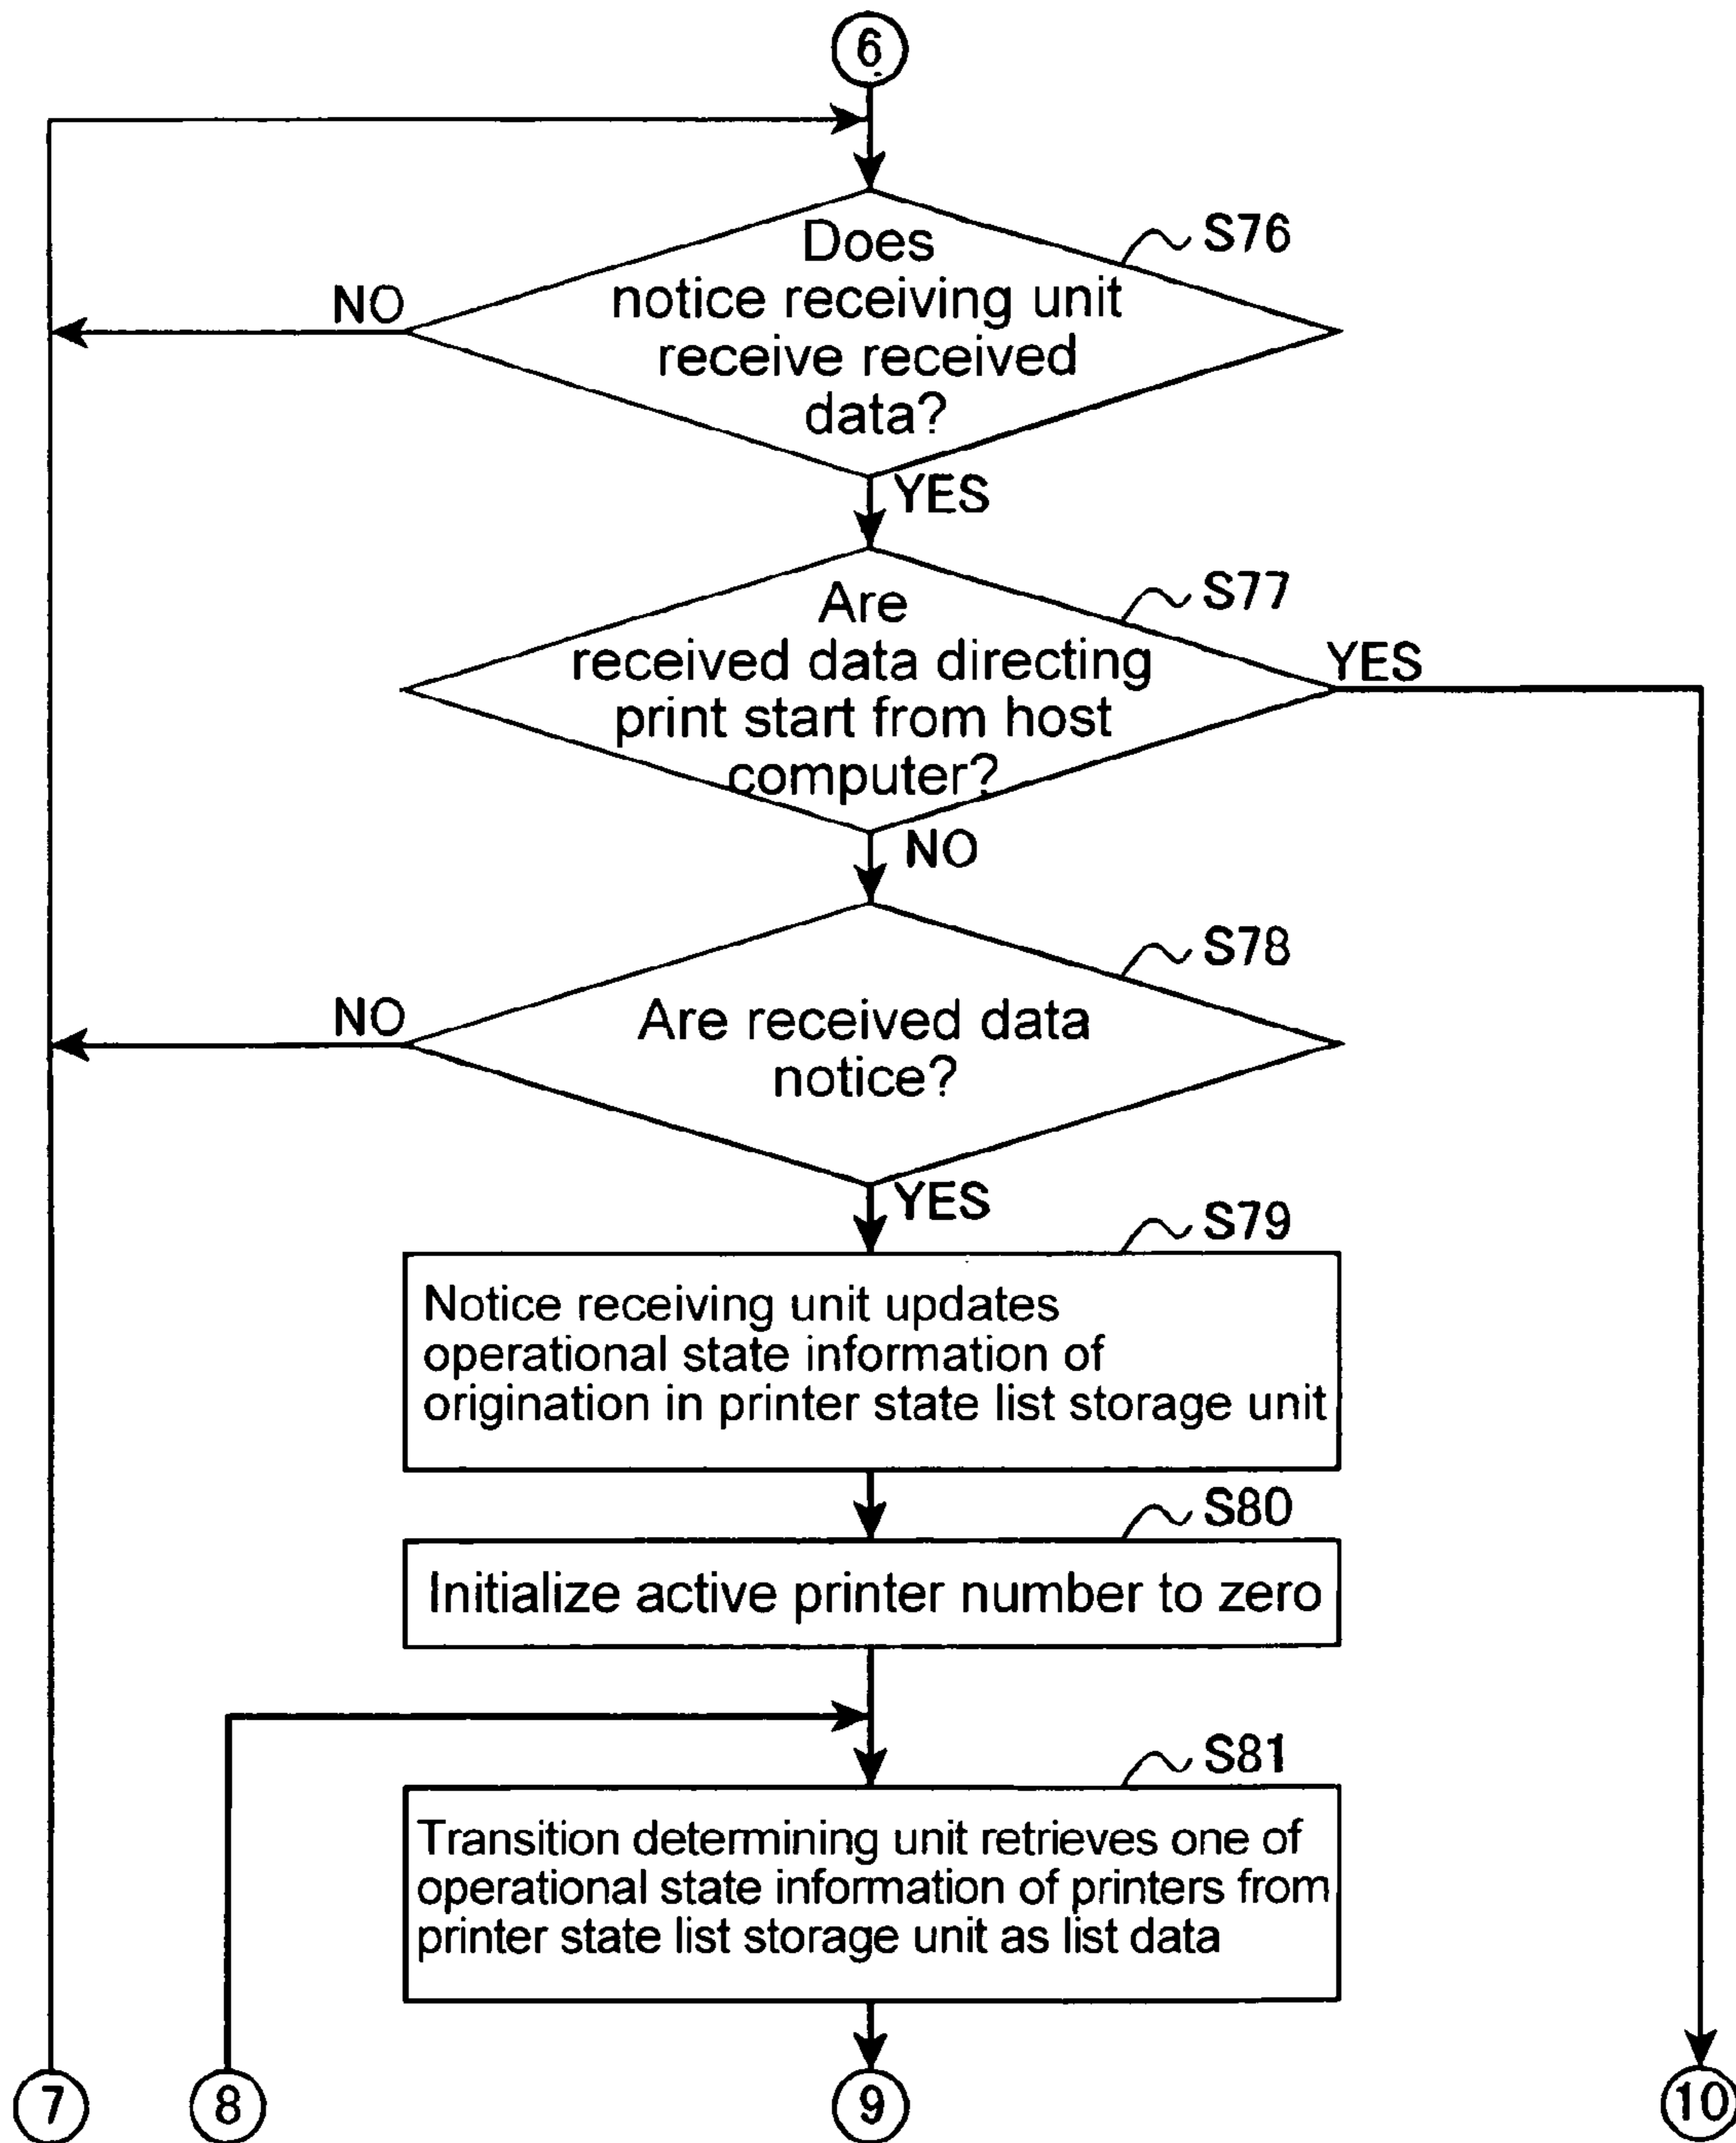 6
S76
Does
notice receiving unit
receive received
data?
NO
YES
S77
Are
received data directing
print start from host
computer?
YES
NO
S78
Are received data
notice?
NO
YES
S79
Notice receiving unit updates
operational state information of
origination in printer state list storage unit
S80
Initialize active printer number to zero
S81
Transition determining unit retrieves one of
operational state information of printers from
printer state list storage unit as list data
7
8
9
10